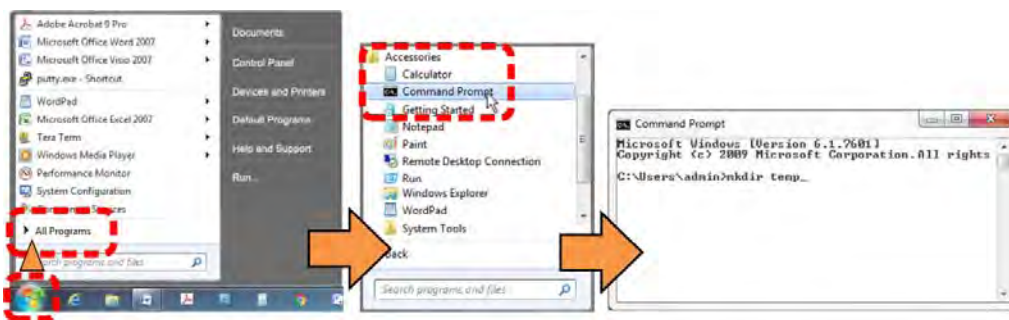 Adobe Acrobat 9 Pro
Microsoft Office Word 2007
Microsoft Office Visio 2007
putty.exe - Shortcut
WordPad
Microsoft Office Excel 2007
Tera Term
Windows Media Player
Performance Monitor
System Configuration
All Programs
Search programs and files
Documents
Control Panel
Devices and Printers
Default Programs
Help and Support
Run...
Accessories
Calculator
Command Prompt
Getting Started
Notepad
Paint
Remote Desktop Connection
Run
Windows Explorer
WordPad
System Tools
Back
Search programs and files
Command Prompt
Microsoft Windows [Version 6.1.7601]
Copyright (c) 2009 Microsoft Corporation. All rights
C:\Users\admin>mkdir temp_